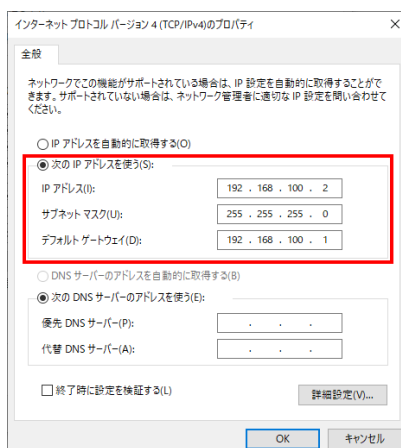 インターネット プロトコル バージョン 4 (TCP/IPv4)のプロパティ
全般
ネットワークでこの機能がサポートされている場合は、IP 設定を自動的に取得することがで
きます。サポートされていない場合は、ネットワーク管理者に適切な IP 設定を問い合わせて
ください。
IP アドレスを自動的に取得する(O)
次の IP アドレスを使う(S):
IP アドレス(I): 192 . 168 . 100 . 2
サブネット マスク(U): 255 . 255 . 255 . 0
デフォルト ゲートウェイ(D): 192 . 168 . 100 . 1
DNS サーバーのアドレスを自動的に取得する(B)
次の DNS サーバーのアドレスを使う(E):
優先 DNS サーバー(P): . . .
代替 DNS サーバー(A): . . .
終了時に設定を検証する(L)
詳細設定(V)...
OK キャンセル